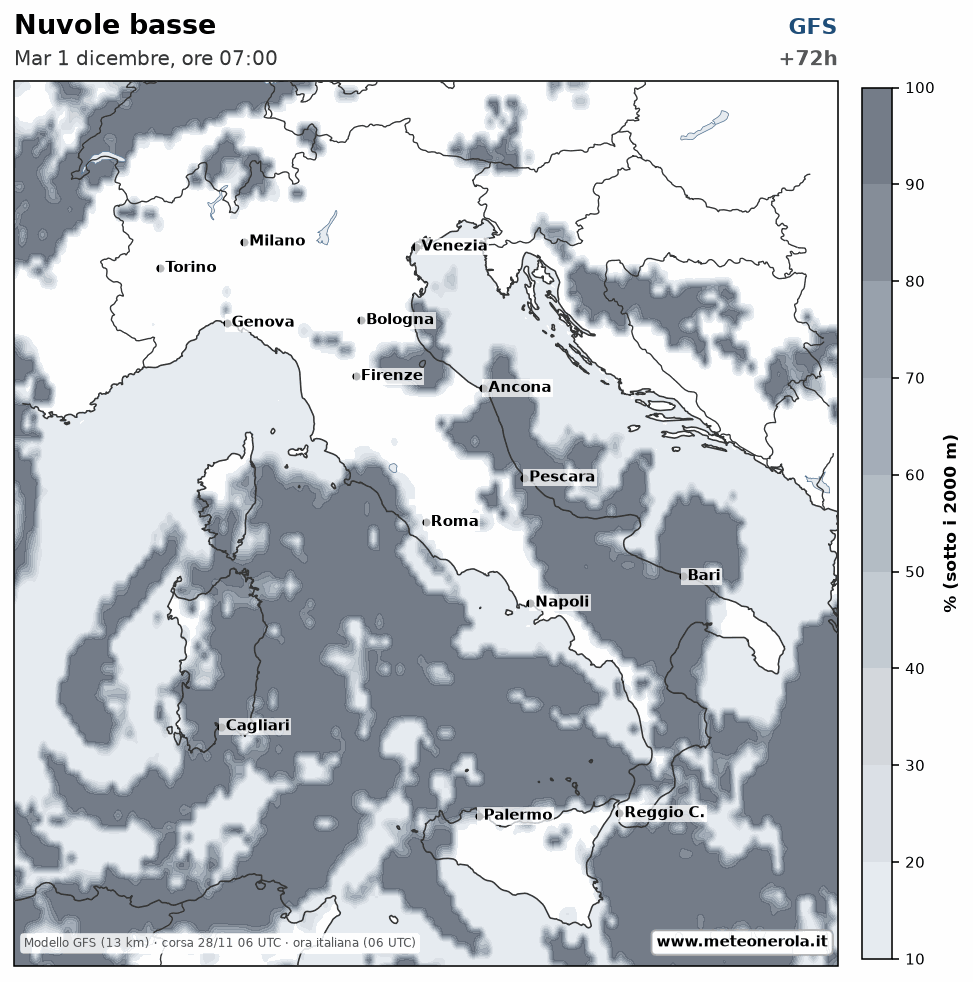 Nuvole basse
GFS
Mar 1 dicembre, ore 07:00
+72h
100
90
80
70
60
50
40
30
20
10
% (sotto i 2000 m)
Milano
Venezia
Torino
Genova
Bologna
Firenze
Ancona
Pescara
Roma
Bari
Napoli
Cagliari
Palermo
Reggio C.
Modello GFS (13 km) · corsa 28/11 06 UTC · ora italiana (06 UTC)
www.meteonerola.it